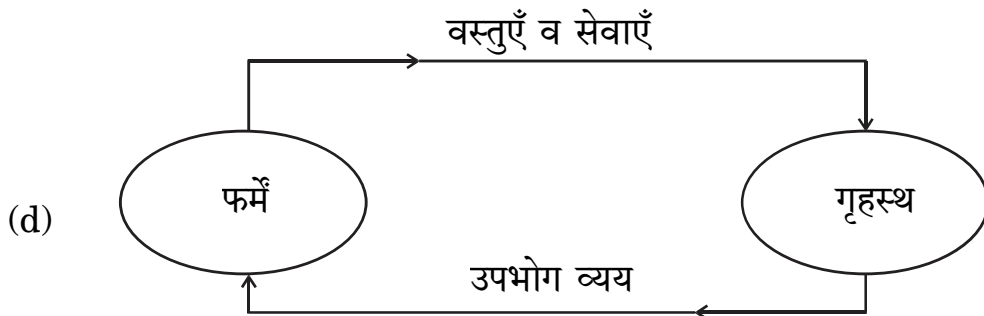 वस्तुएँ व सेवाएँ
(d)
फर्में
गृहस्थ
उपभोग व्यय